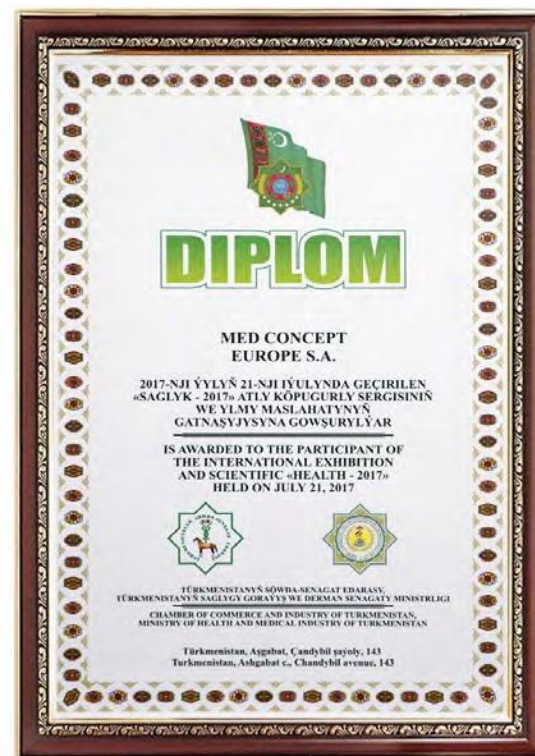 DIPLOM
MED CONCEPT
EUROPE S.A.
2017-NJI ÝYLYŇ 21-NJI IÝULYNDA GEÇIRILEN
«SAGLYK - 2017» ATLY KÖPUGURLY SERGISINIŇ
WE YLMY MASLAHATYNYŇ
GATNAŞYJYSYNA GOWŞURYLÝAR
IS AWARDED TO THE PARTICIPANT OF
THE INTERNATIONAL EXHIBITION
AND SCIENTIFIC «HEALTH - 2017»
HELD ON JULY 21, 2017
TÜRKMENISTANYŇ SÖWDA-SENAGAT EDARASY,
TÜRKMENISTANYŇ SAGLYGY GORAÝYŞ WE DERMAN SENAGATY MINISTRLIGI
CHAMBER OF COMMERCE AND INDUSTRY OF TURKMENISTAN,
MINISTRY OF HEALTH AND MEDICAL INDUSTRY OF TURKMENISTAN
Türkmenistan, Aşgabat, Çandybil şaýoly, 143
Turkmenistan, Ashgabat c., Chandybil avenue, 143